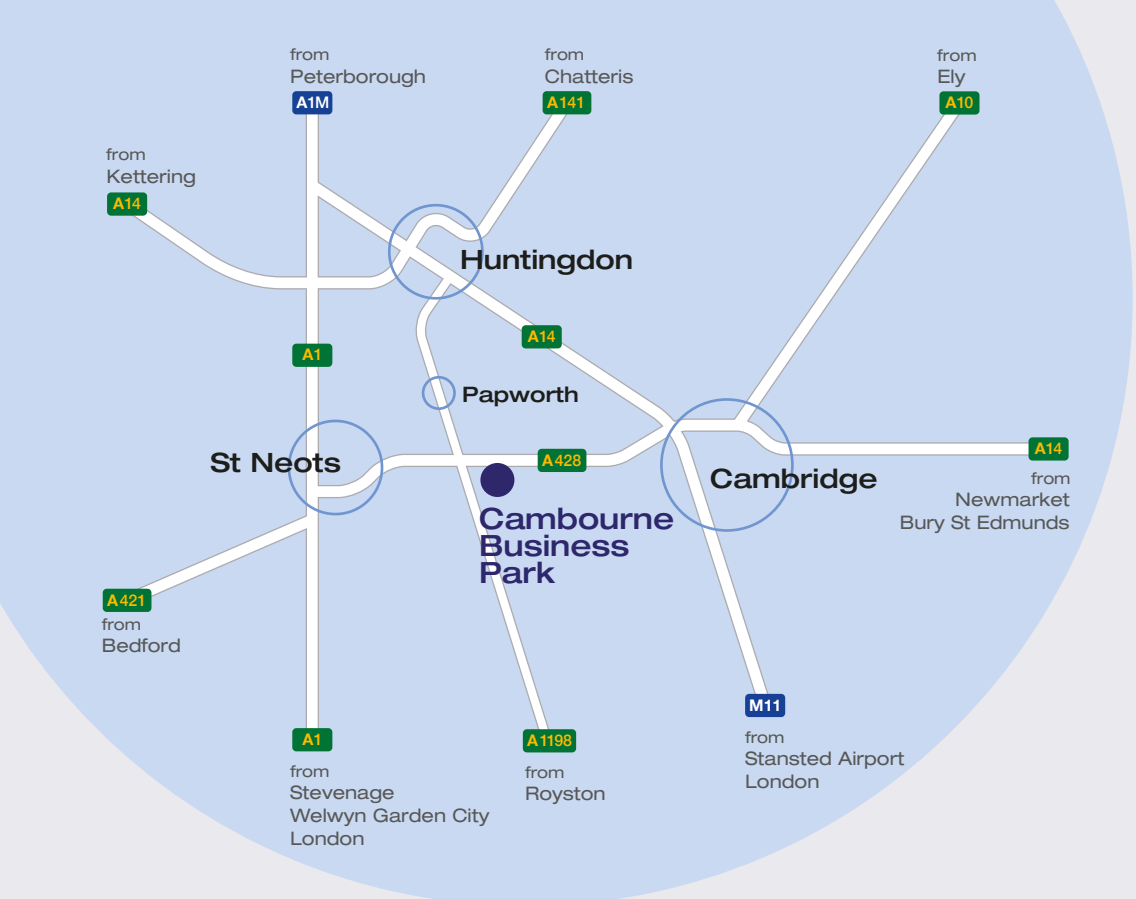 from
Peterborough
A1M
from
Chatteris
A141
from
Ely
A10
from
Kettering
A14
Huntingdon
A14
A1
Papworth
St Neots
A428
Cambridge
A14
from
Newmarket
Bury St Edmunds
Cambourne
Business
Park
A421
from
Bedford
M11
from
Stansted Airport
London
A1
from
Stevenage
Welwyn Garden City
London
A1198
from
Royston